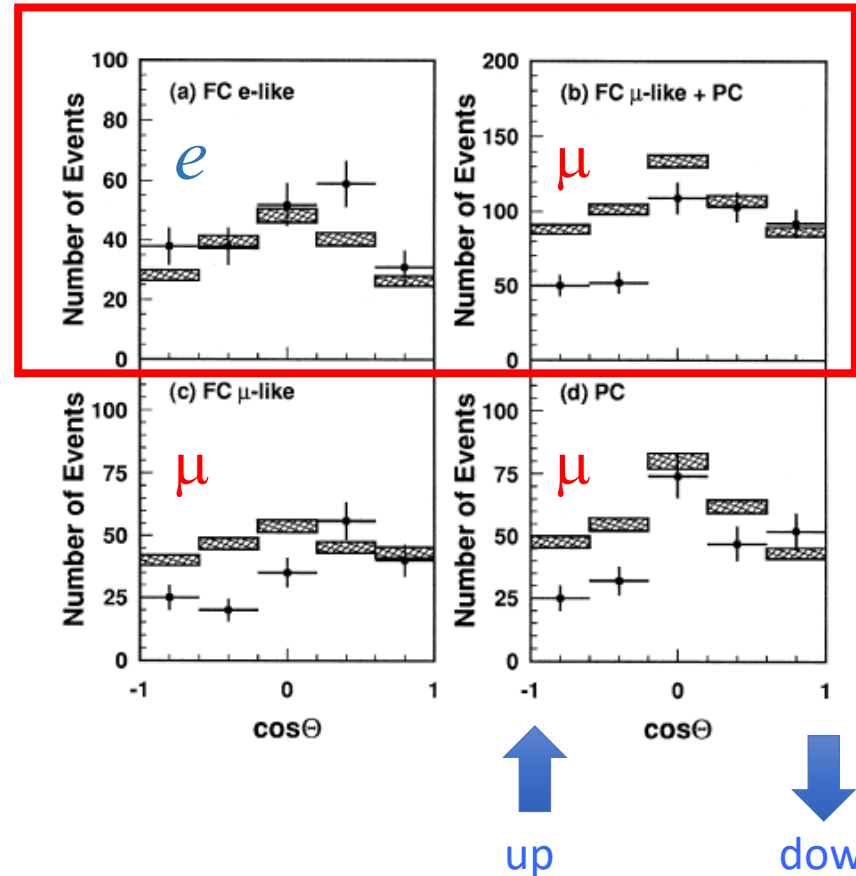 (a) FC e-like
e
Number of Events
100
80
60
40
20
0
(b) FC μ-like + PC
μ
Number of Events
200
150
100
50
0
(c) FC μ-like
μ
Number of Events
100
75
50
25
0
-1
0
1
cosΘ
(d) PC
μ
Number of Events
100
75
50
25
0
-1
0
1
cosΘ
up
dow